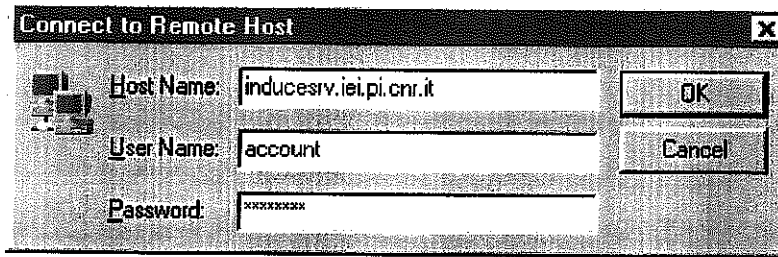 Connect to Remote Host
Host Name: inducesrv.iei.pi.cnr.it OK
User Name: account Cancel
Password: ********